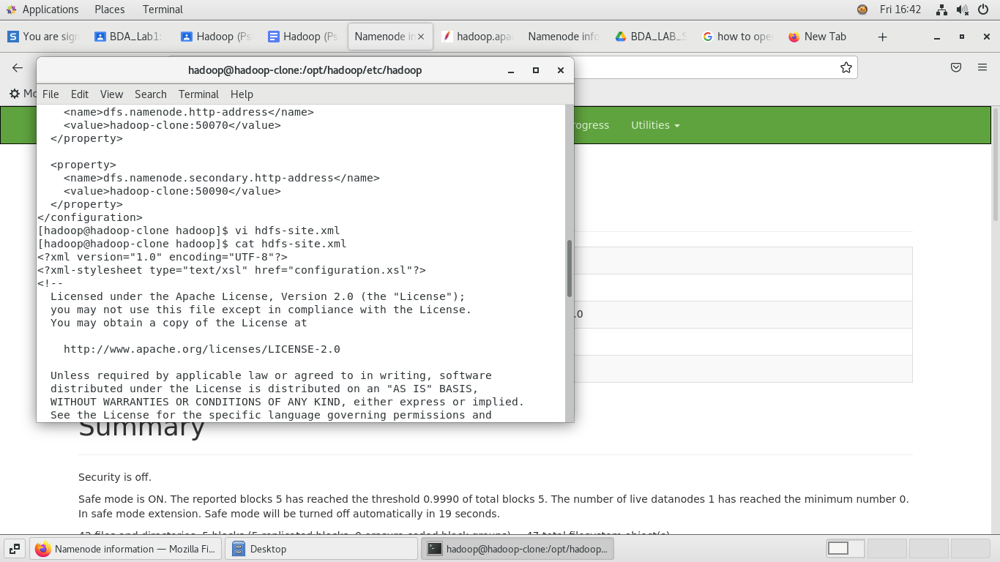 Applications Places Terminal Fri 16:42
You are sig BDA_Lab1: Hadoop (Ps Hadoop (Ps Namenode in hadoop.apa Namenode info BDA_LAB_S how to ope New Tab
hadoop@hadoop-clone:/opt/hadoop/etc/hadoop
Mo
File Edit View Search Terminal Help
<name>dfs.namenode.http-address</name>
<value>hadoop-clone:50070</value>
</property>
<property>
<name>dfs.namenode.secondary.http-address</name>
<value>hadoop-clone:50090</value>
</property>
</configuration>
[hadoop@hadoop-clone hadoop]$ vi hdfs-site.xml
[hadoop@hadoop-clone hadoop]$ cat hdfs-site.xml
<?xml version="1.0" encoding="UTF-8"?>
<?xml-stylesheet type="text/xsl" href="configuration.xsl"?>
<!--
Licensed under the Apache License, Version 2.0 (the "License");
you may not use this file except in compliance with the License.
You may obtain a copy of the License at
http://www.apache.org/licenses/LICENSE-2.0
Unless required by applicable law or agreed to in writing, software
distributed under the License is distributed on an "AS IS" BASIS,
WITHOUT WARRANTIES OR CONDITIONS OF ANY KIND, either express or implied.
See the License for the specific language governing permissions and
rogress Utilities
.0
Summary
Security is off.
Safe mode is ON. The reported blocks 5 has reached the threshold 0.9990 of total blocks 5. The number of live datanodes 1 has reached the minimum number 0.
In safe mode extension. Safe mode will be turned off automatically in 19 seconds.
Namenode information — Mozilla Fi... Desktop hadoop@hadoop-clone:/opt/hadoop...